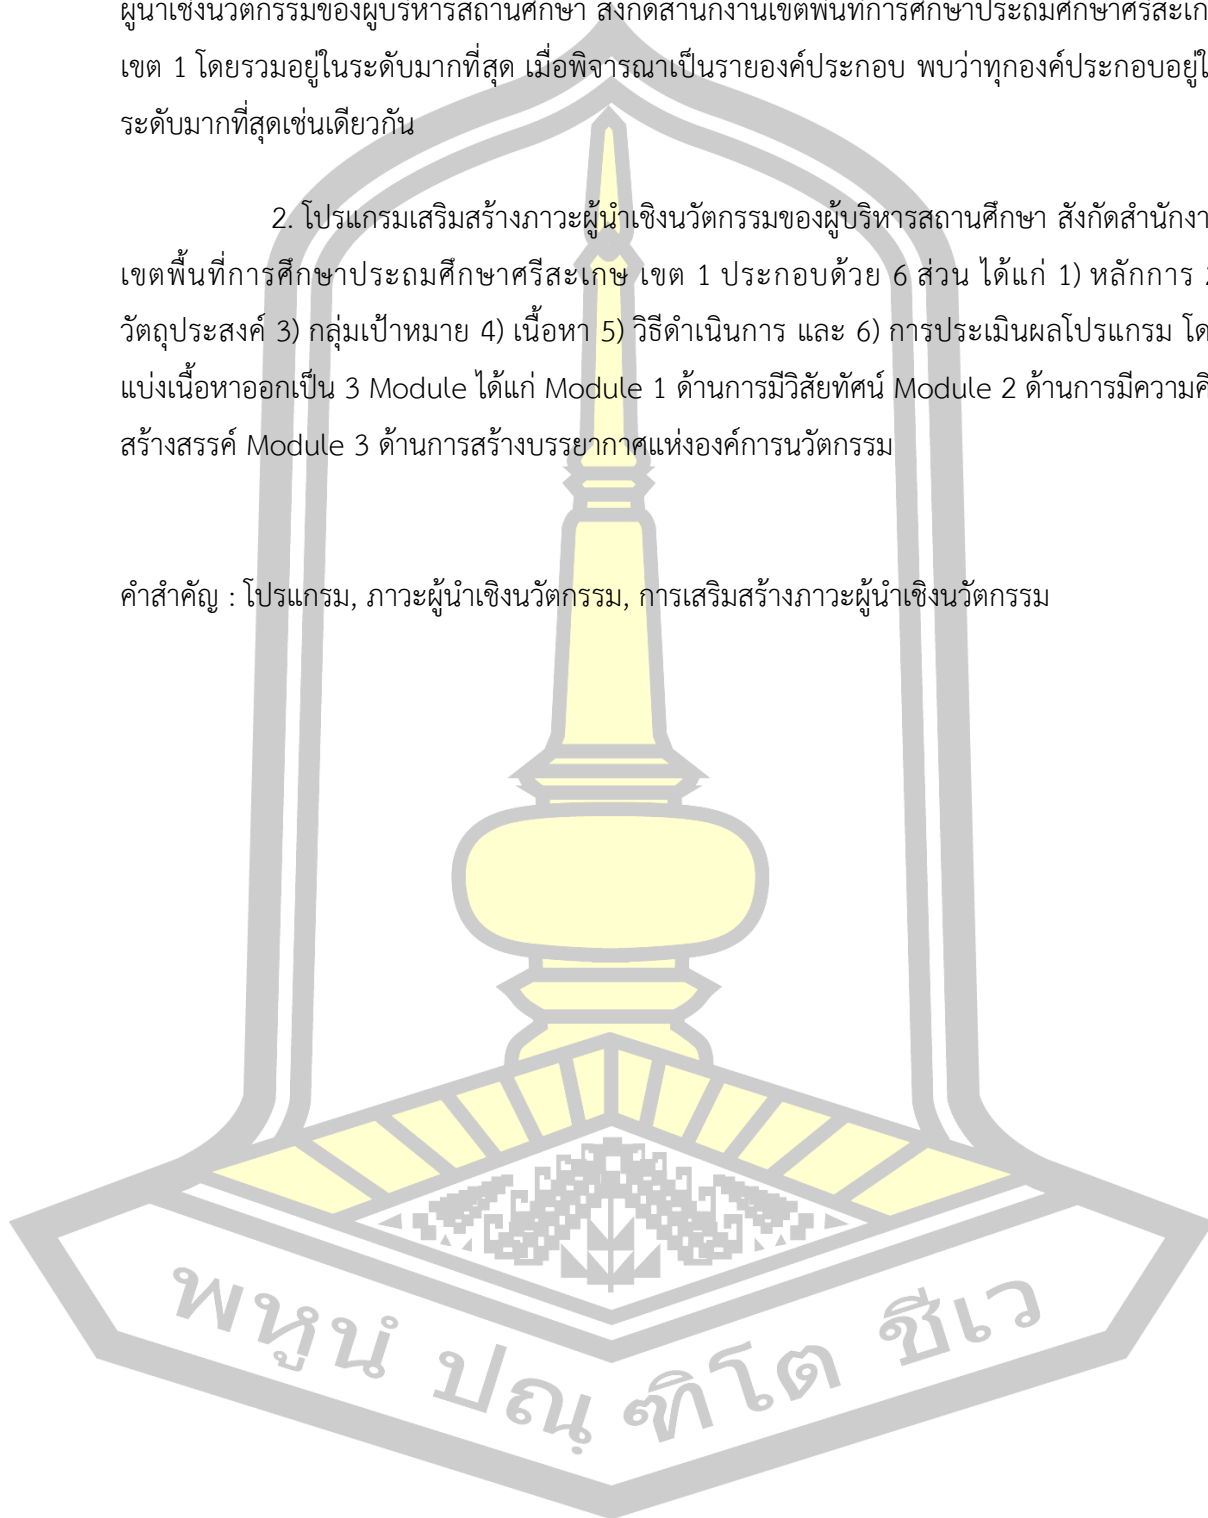 ผู้นำเชิงนวัตกรรมของผู้บริหารสถานศึกษา สังกัดสำนักงานเขตพื้นที่การศึกษาประถมศึกษาศรีสะเก
เขต 1 โดยรวมอยู่ในระดับมากที่สุด เมื่อพิจารณาเป็นรายองค์ประกอบ พบว่าทุกองค์ประกอบอยู่ใ
ระดับมากที่สุดเช่นเดียวกัน
2. โปรแกรมเสริมสร้างภาวะผู้นำเชิงนวัตกรรมของผู้บริหารสถานศึกษา สังกัดสำนักงา
เขตพื้นที่การศึกษาประถมศึกษาศรีสะเกษ เขต 1 ประกอบด้วย 6 ส่วน ได้แก่ 1) หลักการ 2
วัตถุประสงค์ 3) กลุ่มเป้าหมาย 4) เนื้อหา 5) วิธีดำเนินการ และ 6) การประเมินผลโปรแกรม โด
แบ่งเนื้อหาออกเป็น 3 Module ได้แก่ Module 1 ด้านการมีวิสัยทัศน์ Module 2 ด้านการมีความคิ
สร้างสรรค์ Module 3 ด้านการสร้างบรรยากาศแห่งองค์การนวัตกรรม
คำสำคัญ : โปรแกรม, ภาวะผู้นำเชิงนวัตกรรม, การเสริมสร้างภาวะผู้นำเชิงนวัตกรรม
พหูนํ ปณฺ ฑิโต ชีเว